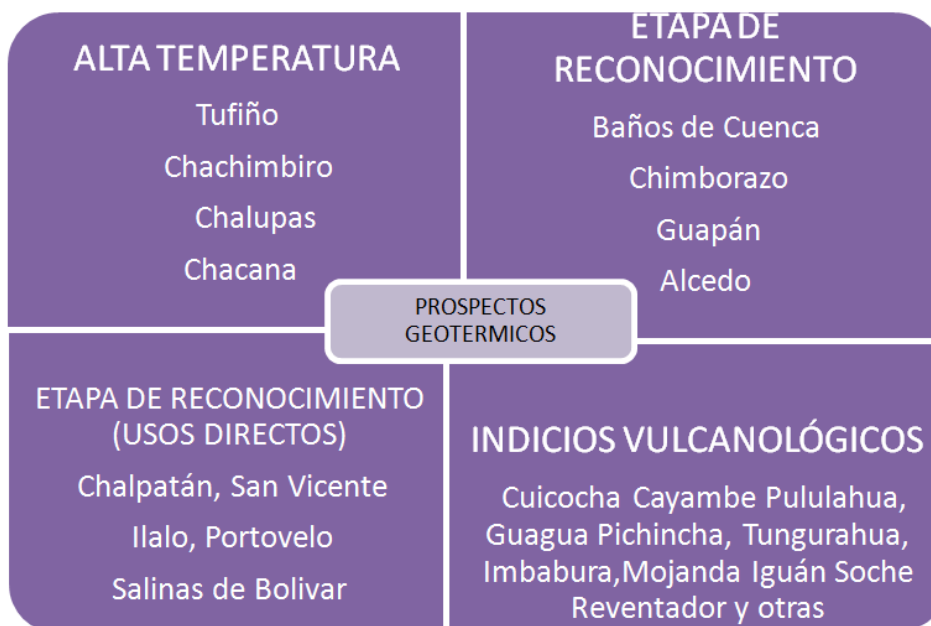 ALTA TEMPERATURA
Tufiño
Chachimbiro
Chalupas
Chacana
ETAPA DE
RECONOCIMIENTO
Baños de Cuenca
Chimborazo
Guapán
Alcedo
PROSPECTOS
GEOTERMICOS
ETAPA DE RECONOCIMIENTO
(USOS DIRECTOS)
Chalpatán, San Vicente
Ilalo, Portovelo
Salinas de Bolivar
INDICIOS VULCANOLÓGICOS
Cuicocha Cayambe Pululahua,
Guagua Pichincha, Tungurahua,
Imbabura,Mojanda Iguán Soche
Reventador y otras